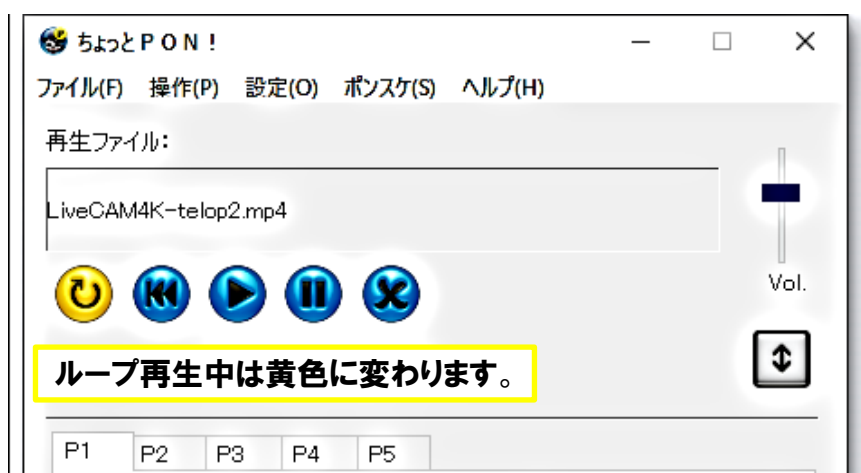 ちょっとＰＯＮ！
ファイル(F) 操作(P) 設定(O) ポンスケ(S) ヘルプ(H)
再生ファイル：
LiveCAM4K-telop2.mp4
Vol.
ループ再生中は黄色に変わります。
P1 P2 P3 P4 P5